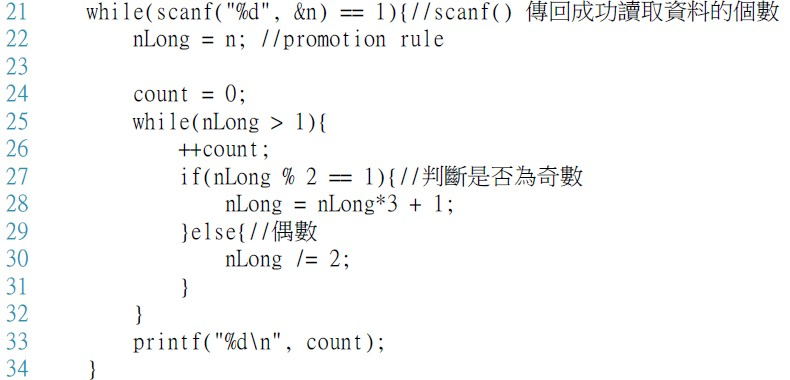 21 while(scanf("%d", &n) == 1){//scanf() 傳回成功讀取資料的個數
22 nLong = n; //promotion rule
23
24 count = 0;
25 while(nLong > 1){
26 ++count;
27 if(nLong % 2 == 1){//判斷是否為奇數
28 nLong = nLong*3 + 1;
29 }else{//偶數
30 nLong /= 2;
31 }
32 }
33 printf("%d\n", count);
34 }